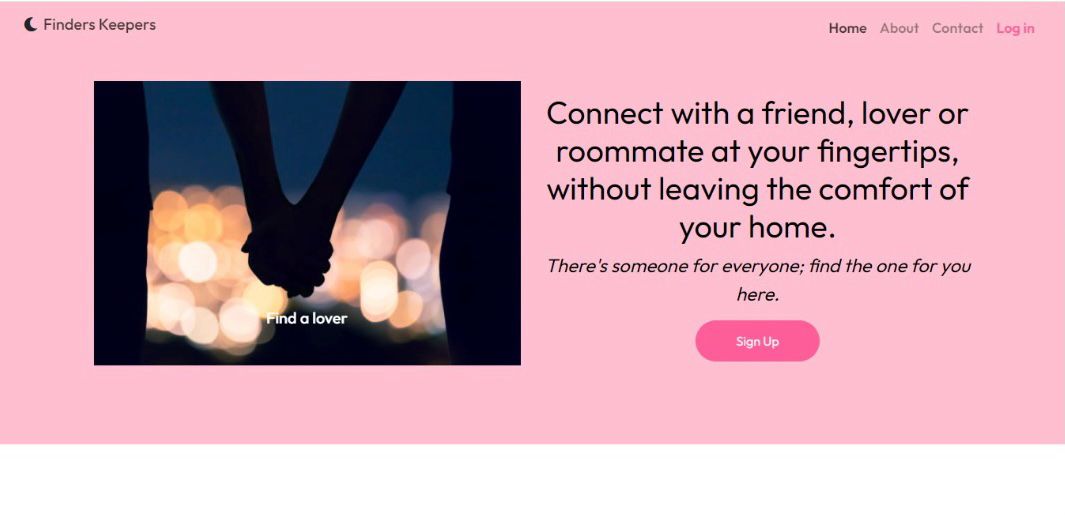 Finders Keepers
Home About Contact Log in
Connect with a friend, lover or
roommate at your fingertips,
without leaving the comfort of
your home.
There's someone for everyone; find the one for you
here.
Find a lover
Sign Up